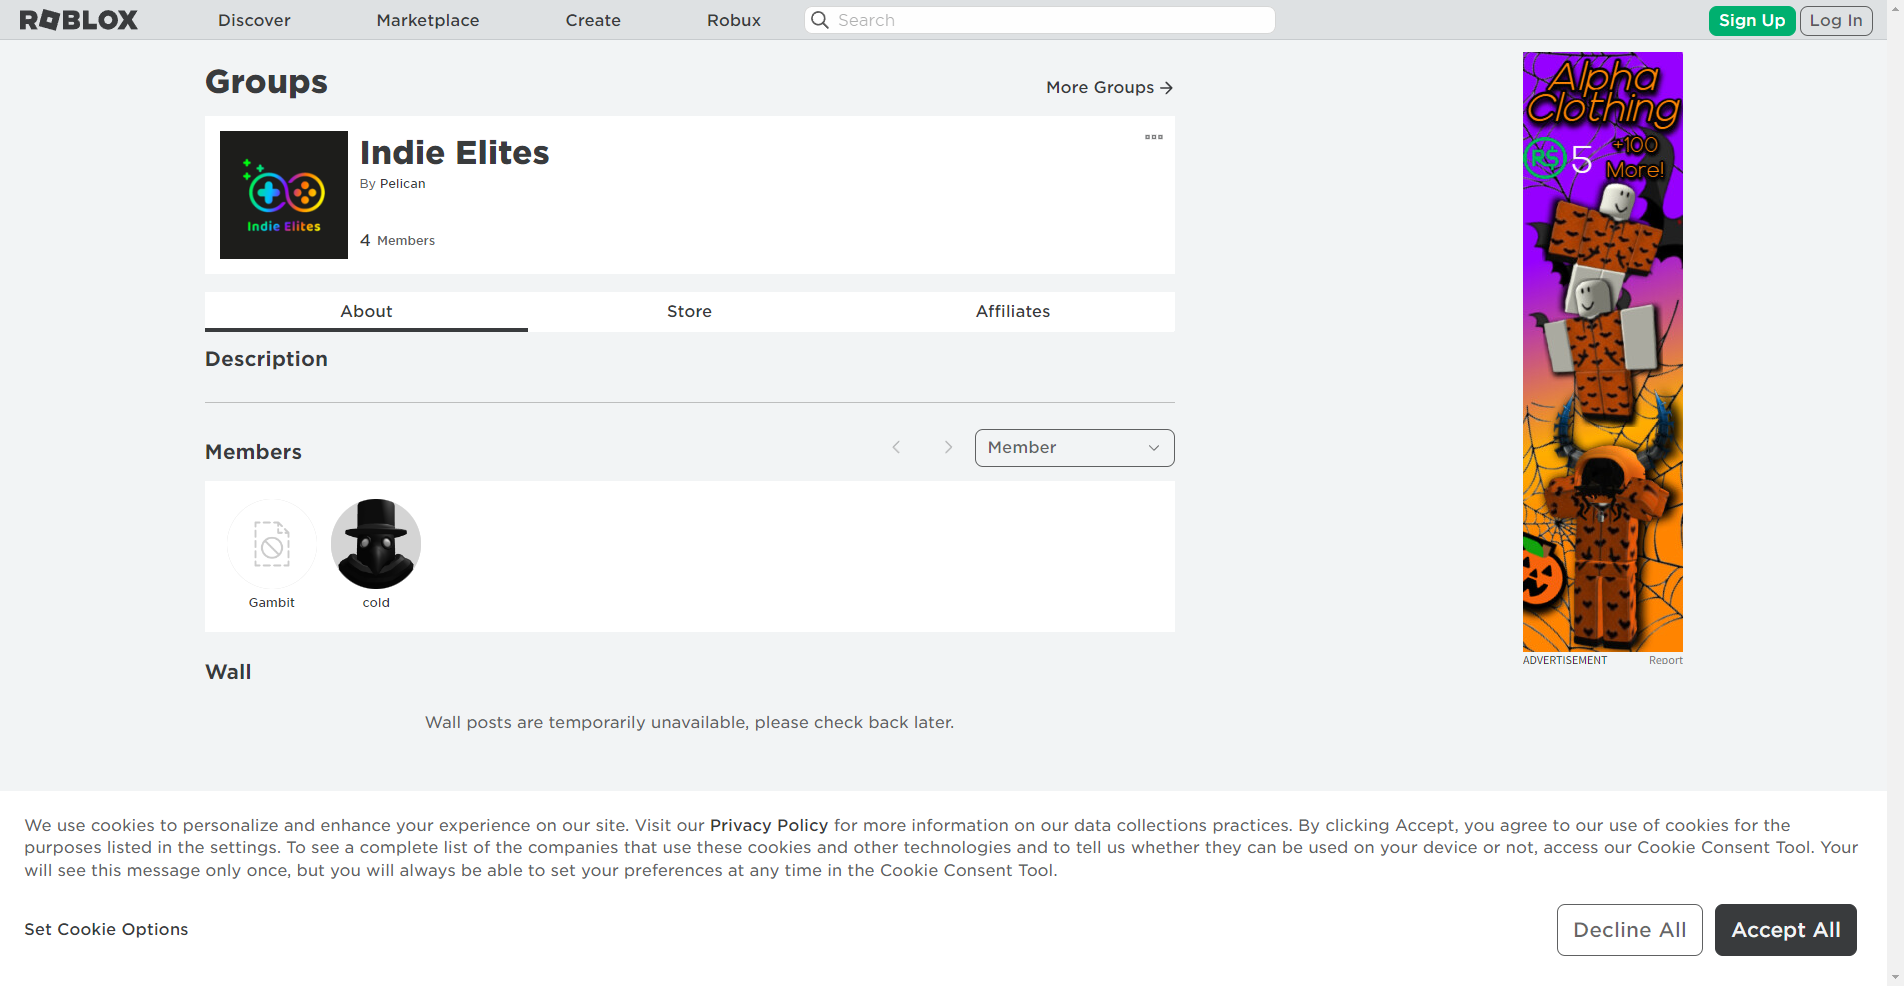 ROBLOX
Discover
Marketplace
Create
Robux
Search
Sign Up
Log In
Groups
More Groups
Indie Elites
Indie Elites
By Pelican
4 Members
About
Store
Affiliates
Description
Members
Member
Gambit
cold
Wall
Wall posts are temporarily unavailable, please check back later.
Alpha
Clothing
R$ 5 +100
More!
ADVERTISEMENT
Report
We use cookies to personalize and enhance your experience on our site. Visit our Privacy Policy for more information on our data collections practices. By clicking Accept, you agree to our use of cookies for the
purposes listed in the settings. To see a complete list of the companies that use these cookies and other technologies and to tell us whether they can be used on your device or not, access our Cookie Consent Tool. Your
will see this message only once, but you will always be able to set your preferences at any time in the Cookie Consent Tool.
Set Cookie Options
Decline All
Accept All